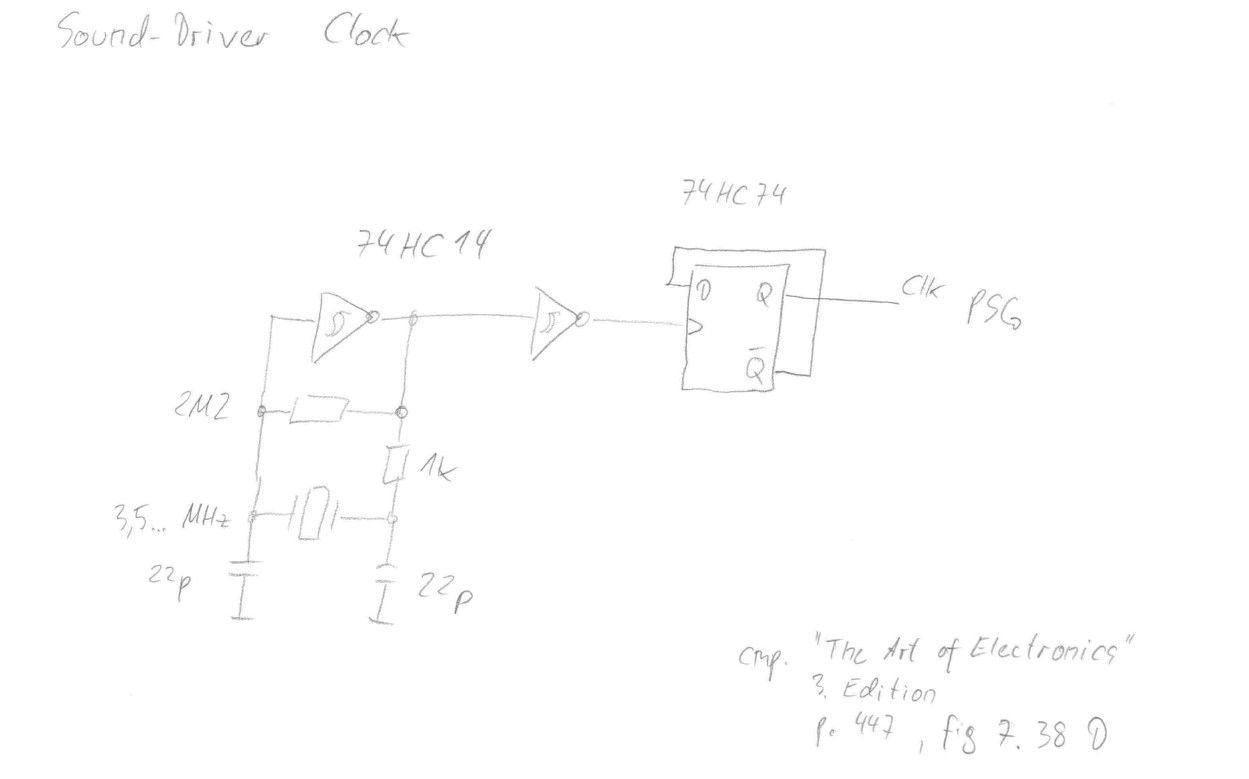 Sound-Driver Clock
74HC74
74HC14
D Q
Clk PSG
Q̅
2M2
1k
3,5... MHz
22p
22p
cmp. "The Art of Electronics"
3. Edition
p. 447, fig 7.38 D